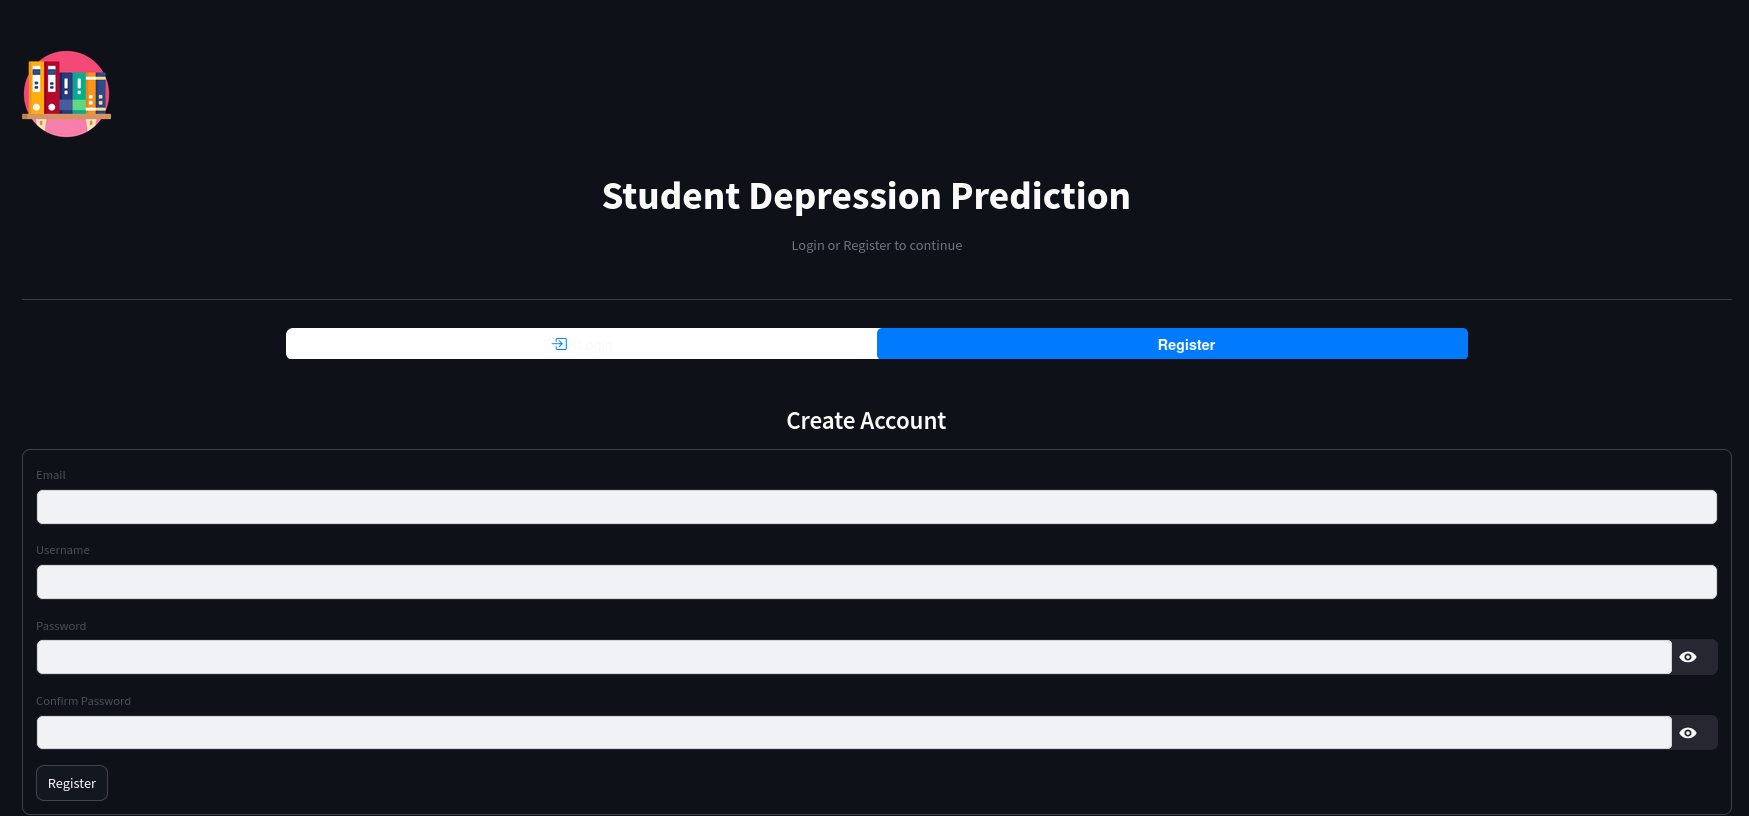 Student Depression Prediction
Login or Register to continue
Login
Register
Create Account
Email
Username
Password
Confirm Password
Register